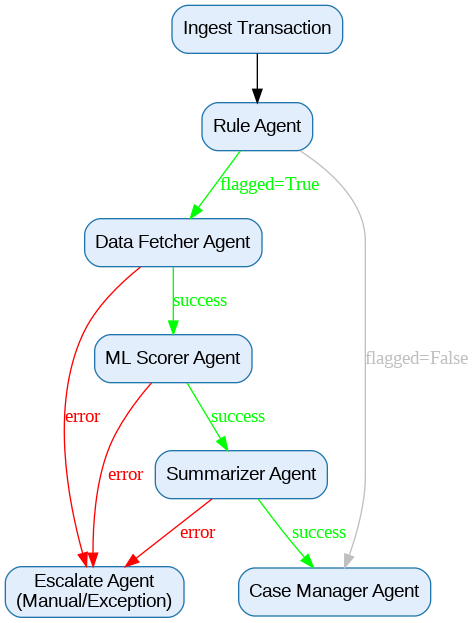 Ingest Transaction
Rule Agent
flagged=True
Data Fetcher Agent
success
ML Scorer Agent
flagged=False
error
success
error
Summarizer Agent
error
success
Escalate Agent
(Manual/Exception)
Case Manager Agent